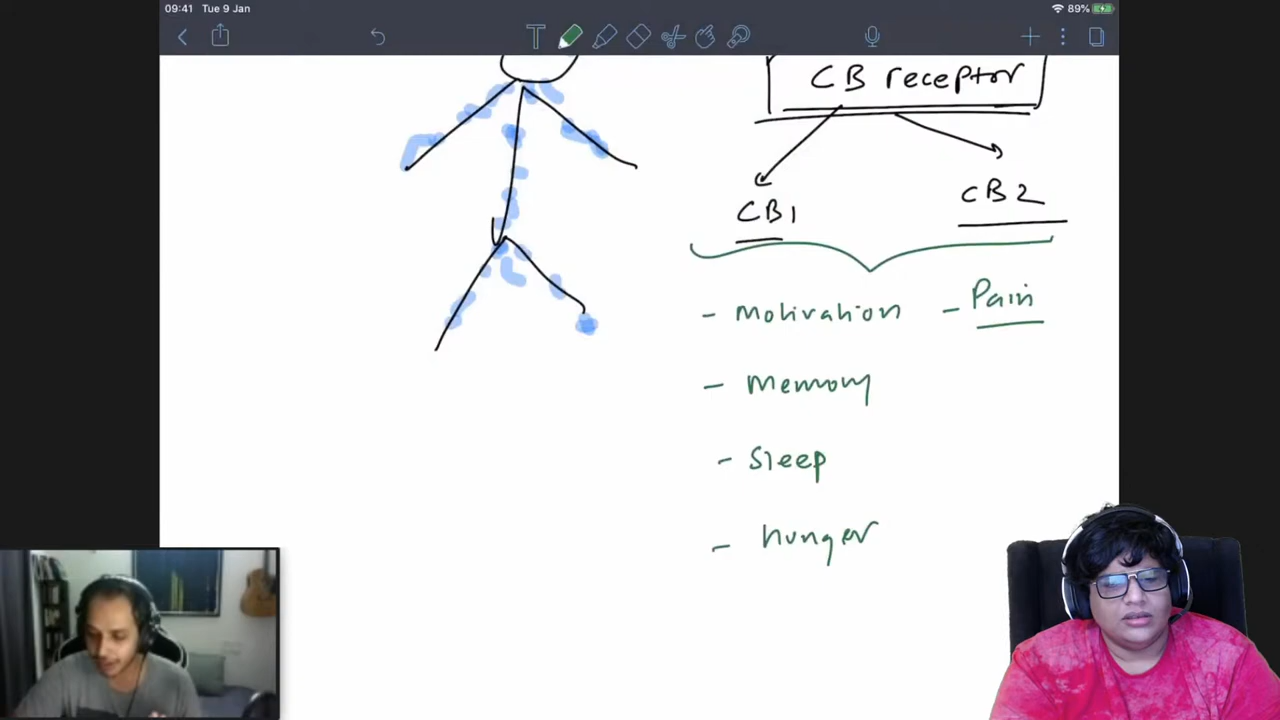 09:41 Tue 9 Jan 89%
T
CB receptor
CB1 CB2
- Motivation - Pain
- Memory
- Sleep
- hunger